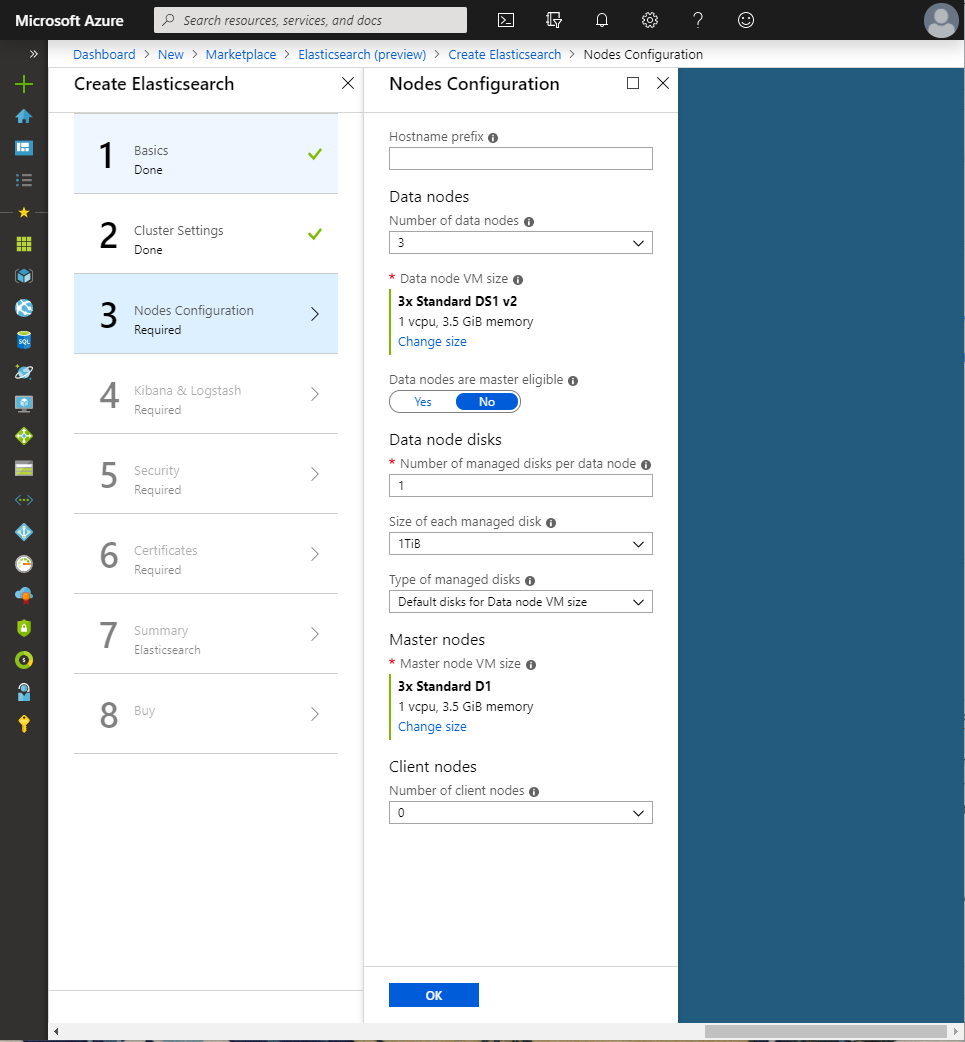 Microsoft Azure
Search resources, services, and docs
Dashboard > New > Marketplace > Elasticsearch (preview) > Create Elasticsearch > Nodes Configuration
Create Elasticsearch
1
Basics
Done
2
Cluster Settings
Done
3
Nodes Configuration
Required
4
Kibana & Logstash
Required
5
Security
Required
6
Certificates
Required
7
Summary
Elasticsearch
8
Buy
Nodes Configuration
Hostname prefix
Data nodes
Number of data nodes
3
* Data node VM size
3x Standard DS1 v2
1 vcpu, 3.5 GiB memory
Change size
Data nodes are master eligible
Yes No
Data node disks
* Number of managed disks per data node
1
Size of each managed disk
1TiB
Type of managed disks
Default disks for Data node VM size
Master nodes
* Master node VM size
3x Standard D1
1 vcpu, 3.5 GiB memory
Change size
Client nodes
Number of client nodes
0
OK
SQL